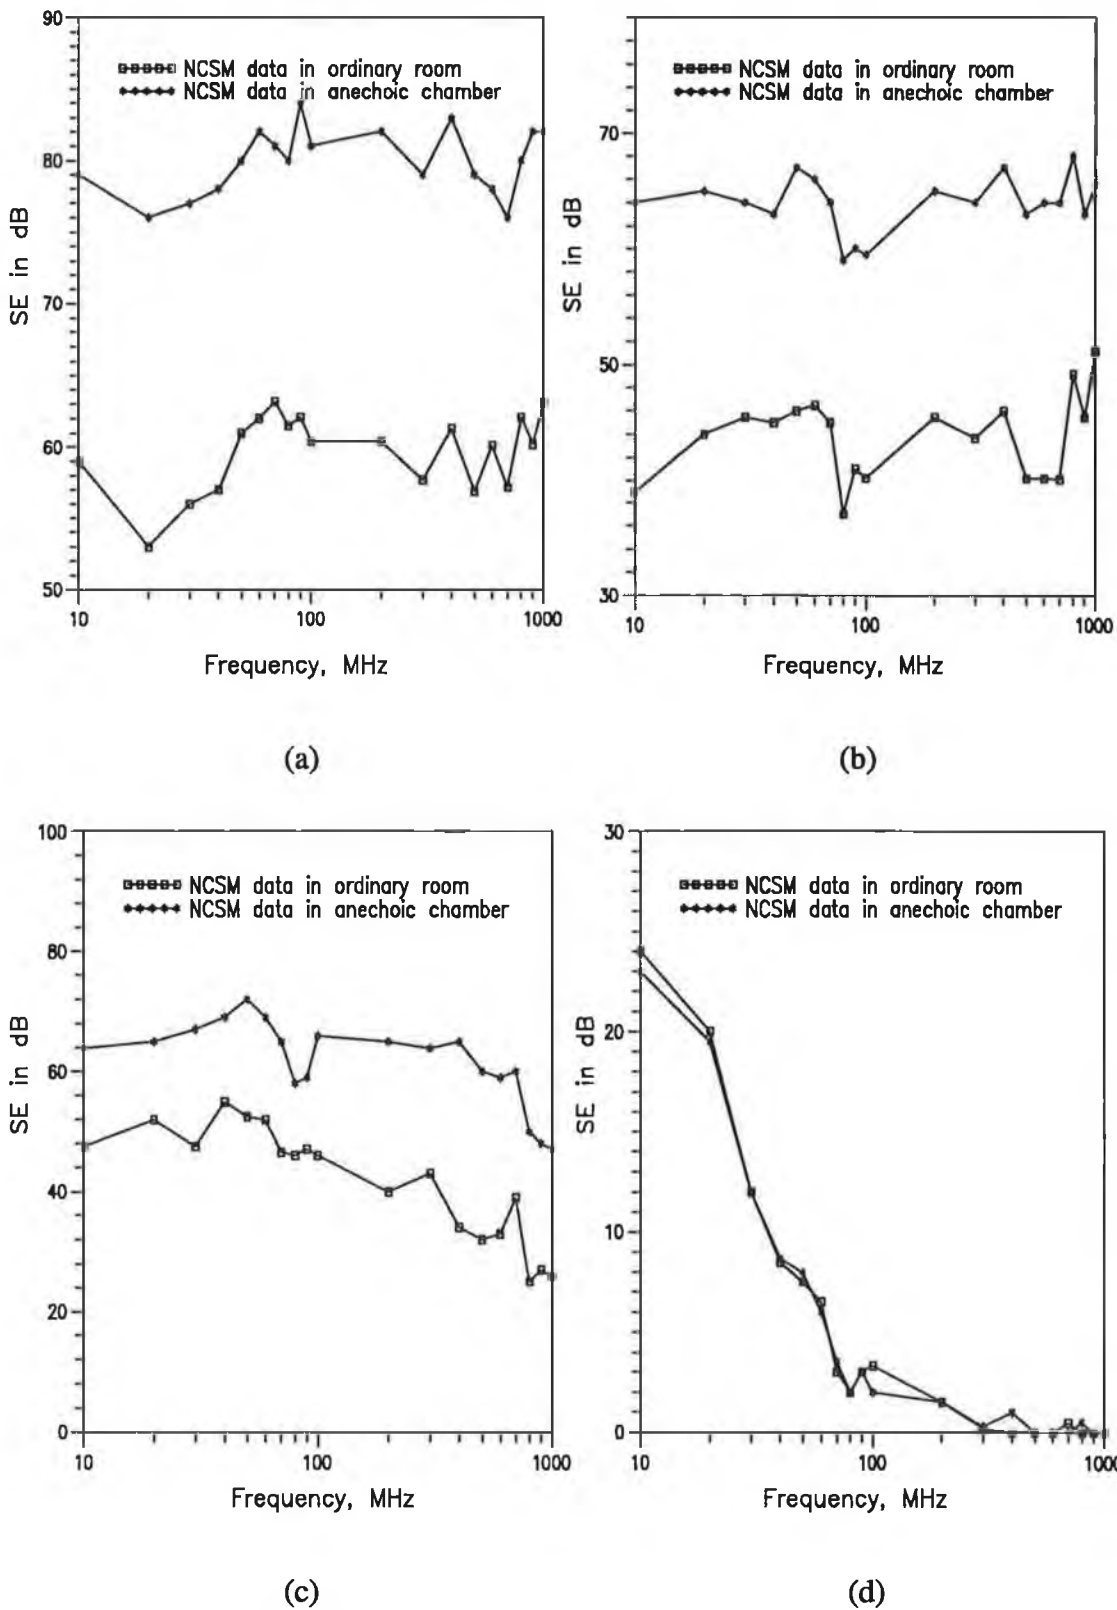 90
NCSM data in ordinary room
NCSM data in anechoic chamber
80
70
60
50
SE in dB
10 100 1000
Frequency, MHz
(a)
NCSM data in ordinary room
NCSM data in anechoic chamber
70
50
30
SE in dB
10 100 1000
Frequency, MHz
(b)
100
NCSM data in ordinary room
NCSM data in anechoic chamber
80
60
40
20
0
SE in dB
10 100 1000
Frequency, MHz
(c)
30
NCSM data in ordinary room
NCSM data in anechoic chamber
20
10
0
SE in dB
10 100 1000
Frequency, MHz
(d)